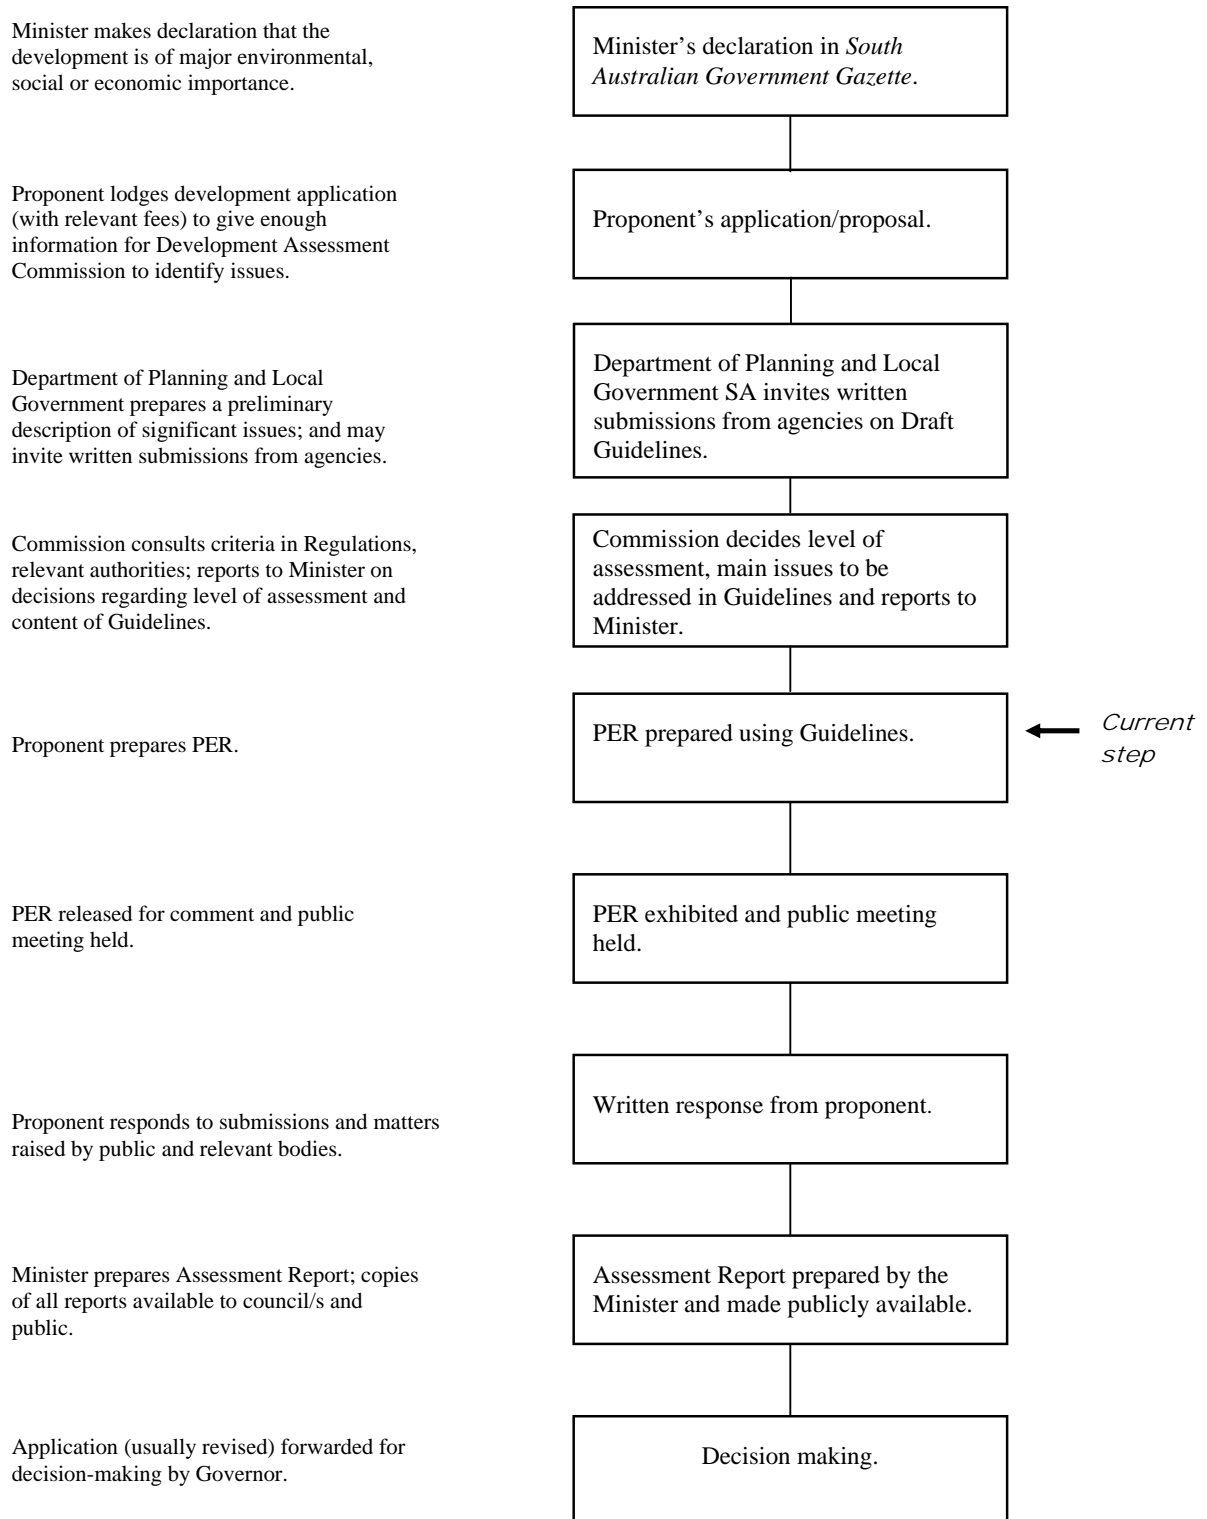 Minister makes declaration that the
development is of major environmental,
social or economic importance.
Minister’s declaration in South
Australian Government Gazette.
Proponent lodges development application
(with relevant fees) to give enough
information for Development Assessment
Commission to identify issues.
Proponent’s application/proposal.
Department of Planning and Local
Government prepares a preliminary
description of significant issues; and may
invite written submissions from agencies.
Department of Planning and Local
Government SA invites written
submissions from agencies on Draft
Guidelines.
Commission consults criteria in Regulations,
relevant authorities; reports to Minister on
decisions regarding level of assessment and
content of Guidelines.
Commission decides level of
assessment, main issues to be
addressed in Guidelines and reports to
Minister.
Proponent prepares PER.
PER prepared using Guidelines.
Current
step
PER released for comment and public
meeting held.
PER exhibited and public meeting
held.
Proponent responds to submissions and matters
raised by public and relevant bodies.
Written response from proponent.
Minister prepares Assessment Report; copies
of all reports available to council/s and
public.
Assessment Report prepared by the
Minister and made publicly available.
Application (usually revised) forwarded for
decision-making by Governor.
Decision making.